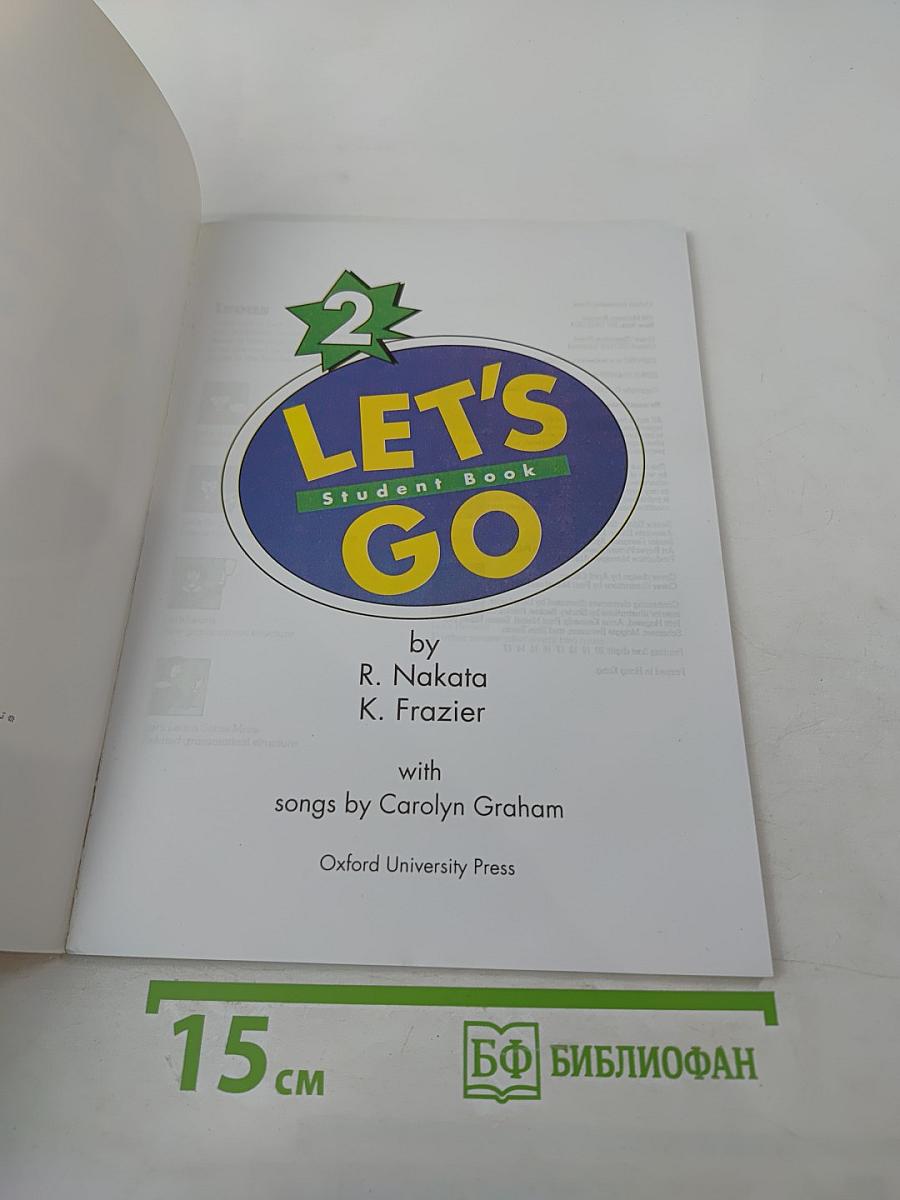 2
LET'S
Student Book
GO
by
R. Nakata
K. Frazier
with
songs by Carolyn Graham
Oxford University Press
15 см
БФ БИБЛИОФАН